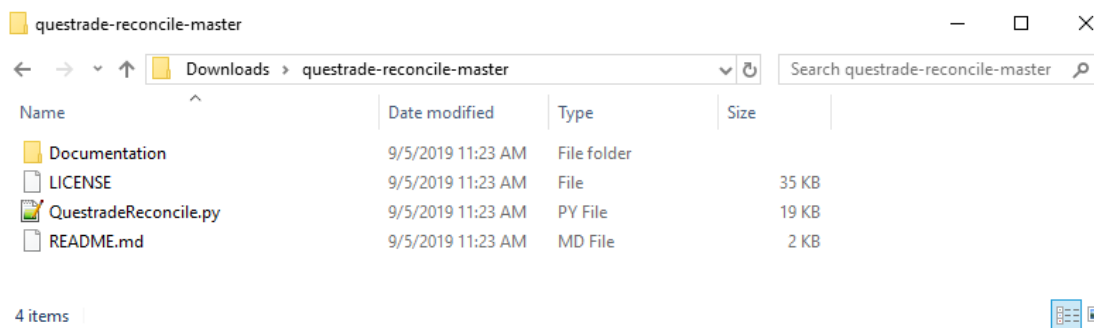 questrade-reconcile-master
Downloads > questrade-reconcile-master Search questrade-reconcile-master
Name Date modified Type Size
Documentation 9/5/2019 11:23 AM File folder
LICENSE 9/5/2019 11:23 AM File 35 KB
QuestradeReconcile.py 9/5/2019 11:23 AM PY File 19 KB
README.md 9/5/2019 11:23 AM MD File 2 KB
4 items